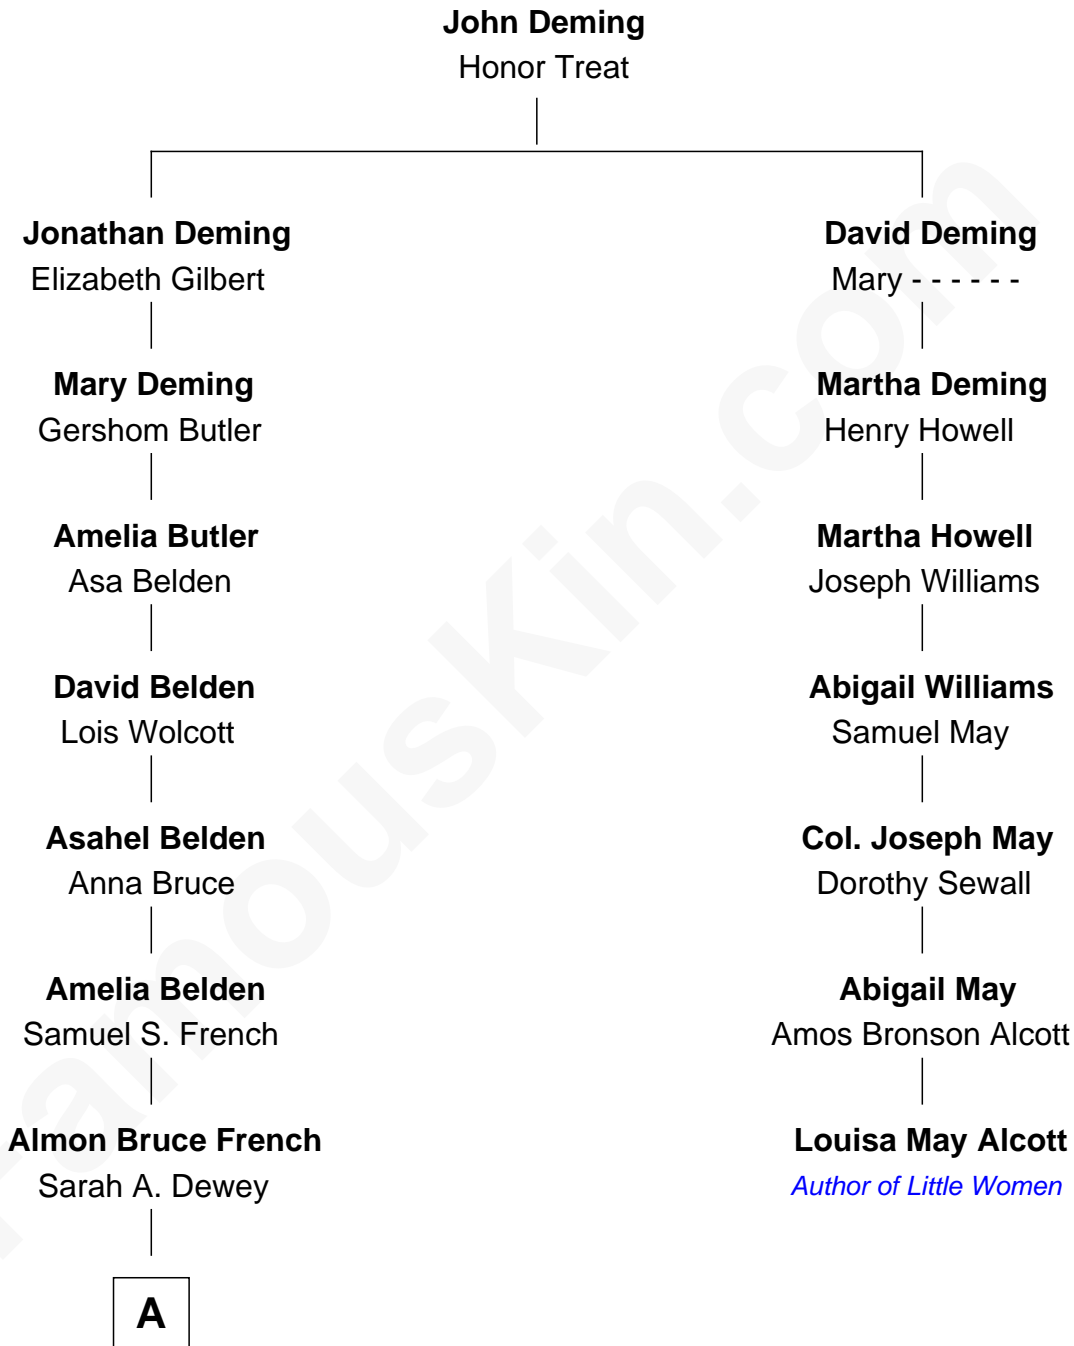 John Deming
Honor Treat
Jonathan Deming
Elizabeth Gilbert
David Deming
Mary - - - - - -
Mary Deming
Gershom Butler
Martha Deming
Henry Howell
Amelia Butler
Asa Belden
Martha Howell
Joseph Williams
David Belden
Lois Wolcott
Abigail Williams
Samuel May
Asahel Belden
Anna Bruce
Col. Joseph May
Dorothy Sewall
Amelia Belden
Samuel S. French
Abigail May
Amos Bronson Alcott
Almon Bruce French
Sarah A. Dewey
Louisa May Alcott
Author of Little Women
A
FamousKin.com